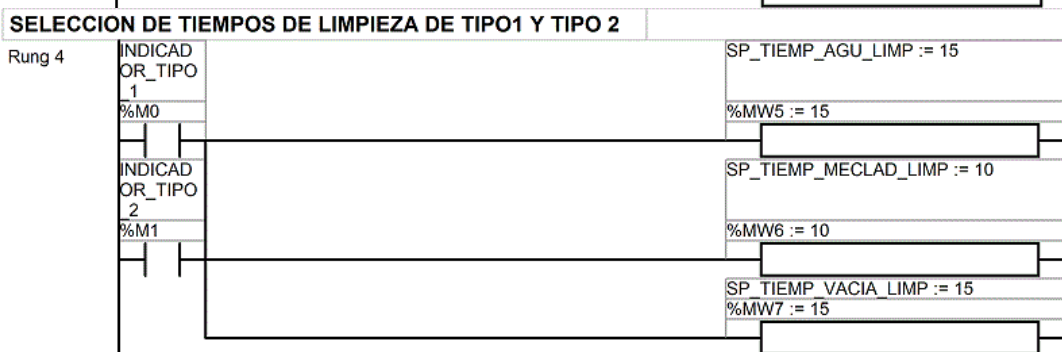 SELECCION DE TIEMPOS DE LIMPIEZA DE TIPO1 Y TIPO 2
Rung 4
INDICAD
OR_TIPO
_1
%M0
SP_TIEMP_AGU_LIMP := 15
%MW5 := 15
INDICAD
OR_TIPO
_2
%M1
SP_TIEMP_MECLAD_LIMP := 10
%MW6 := 10
SP_TIEMP_VACIA_LIMP := 15
%MW7 := 15